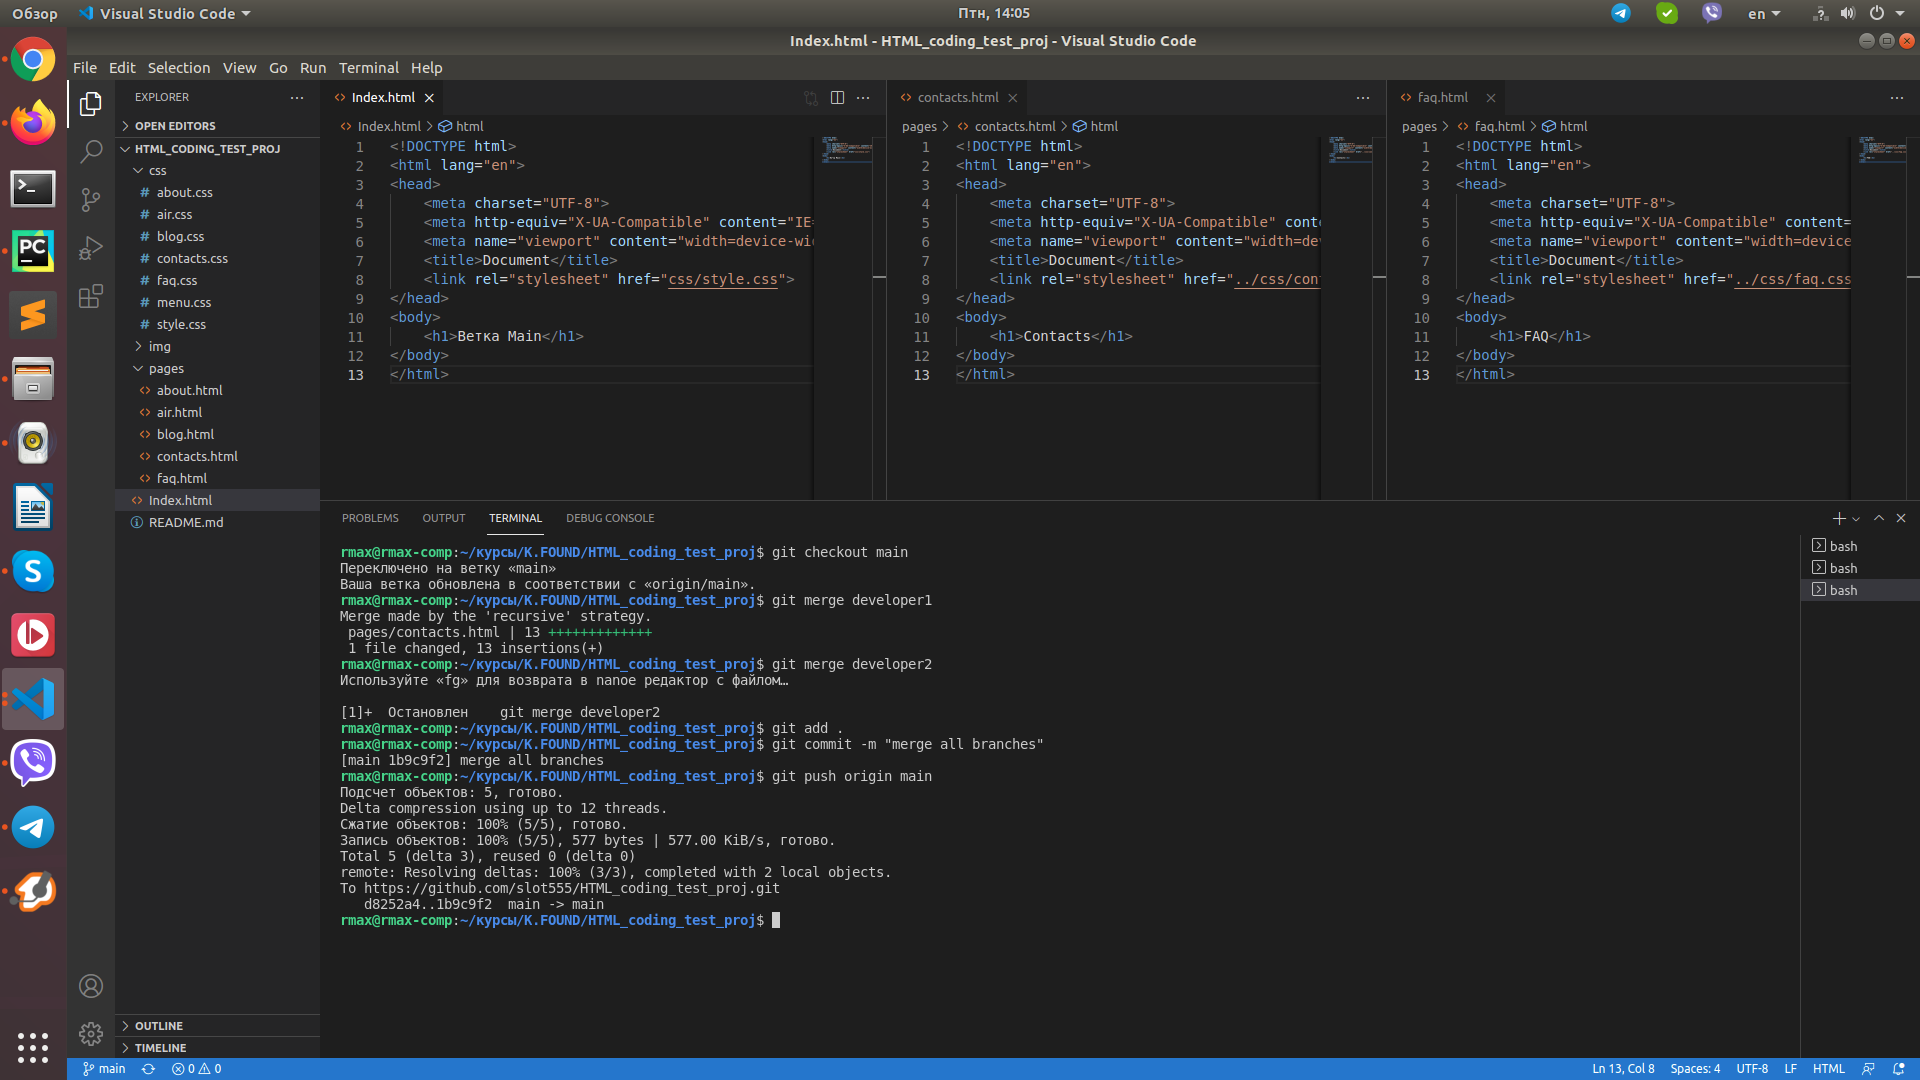 Обзор
Visual Studio Code
Птн, 14:05
en
Index.html - HTML_coding_test_proj - Visual Studio Code
File Edit Selection View Go Run Terminal Help
EXPLORER
OPEN EDITORS
HTML_CODING_TEST_PROJ
css
about.css
air.css
blog.css
contacts.css
faq.css
menu.css
style.css
img
pages
about.html
air.html
blog.html
contacts.html
faq.html
Index.html
README.md
OUTLINE
TIMELINE
Index.html
Index.html > html
1 <!DOCTYPE html>
2 <html lang="en">
3 <head>
4 <meta charset="UTF-8">
5 <meta http-equiv="X-UA-Compatible" content="IE=
6 <meta name="viewport" content="width=device-wi
7 <title>Document</title>
8 <link rel="stylesheet" href="css/style.css">
9 </head>
10 <body>
11 <h1>Ветка Main</h1>
12 </body>
13 </html>
contacts.html
pages > contacts.html > html
1 <!DOCTYPE html>
2 <html lang="en">
3 <head>
4 <meta charset="UTF-8">
5 <meta http-equiv="X-UA-Compatible" conte
6 <meta name="viewport" content="width=dev
7 <title>Document</title>
8 <link rel="stylesheet" href="../css/cont
9 </head>
10 <body>
11 <h1>Contacts</h1>
12 </body>
13 </html>
faq.html
pages > faq.html > html
1 <!DOCTYPE html>
2 <html lang="en">
3 <head>
4 <meta charset="UTF-8">
5 <meta http-equiv="X-UA-Compatible" content=
6 <meta name="viewport" content="width=device
7 <title>Document</title>
8 <link rel="stylesheet" href="../css/faq.css
9 </head>
10 <body>
11 <h1>FAQ</h1>
12 </body>
13 </html>
PROBLEMS OUTPUT TERMINAL DEBUG CONSOLE
rmax@rmax-comp:~/курсы/K.FOUND/HTML_coding_test_proj$ git checkout main
Переключено на ветку «main»
Ваша ветка обновлена в соответствии с «origin/main».
rmax@rmax-comp:~/курсы/K.FOUND/HTML_coding_test_proj$ git merge developer1
Merge made by the 'recursive' strategy.
pages/contacts.html | 13 +++++++++++++
1 file changed, 13 insertions(+)
rmax@rmax-comp:~/курсы/K.FOUND/HTML_coding_test_proj$ git merge developer2
Используйте «fg» для возврата в nanoе редактор с файлом…
[1]+ Остановлен git merge developer2
rmax@rmax-comp:~/курсы/K.FOUND/HTML_coding_test_proj$ git add .
rmax@rmax-comp:~/курсы/K.FOUND/HTML_coding_test_proj$ git commit -m "merge all branches"
[main 1b9c9f2] merge all branches
rmax@rmax-comp:~/курсы/K.FOUND/HTML_coding_test_proj$ git push origin main
Подсчет объектов: 5, готово.
Delta compression using up to 12 threads.
Сжатие объектов: 100% (5/5), готово.
Запись объектов: 100% (5/5), 577 bytes | 577.00 KiB/s, готово.
Total 5 (delta 3), reused 0 (delta 0)
remote: Resolving deltas: 100% (3/3), completed with 2 local objects.
To https://github.com/slot555/HTML_coding_test_proj.git
d8252a4..1b9c9f2 main -> main
rmax@rmax-comp:~/курсы/K.FOUND/HTML_coding_test_proj$
bash
bash
bash
main 0 0
Ln 13, Col 8 Spaces: 4 UTF-8 LF HTML